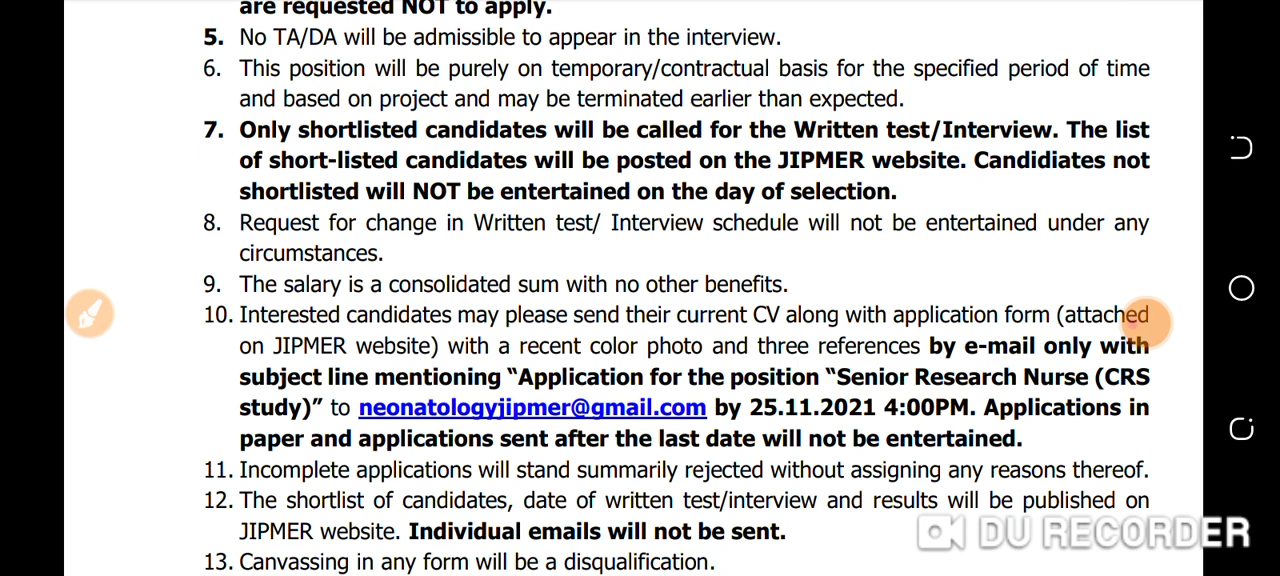 are requested NOT to apply.
5. No TA/DA will be admissible to appear in the interview.
6. This position will be purely on temporary/contractual basis for the specified period of time
and based on project and may be terminated earlier than expected.
7. Only shortlisted candidates will be called for the Written test/Interview. The list
of short-listed candidates will be posted on the JIPMER website. Candidiates not
shortlisted will NOT be entertained on the day of selection.
8. Request for change in Written test/ Interview schedule will not be entertained under any
circumstances.
9. The salary is a consolidated sum with no other benefits.
10. Interested candidates may please send their current CV along with application form (attached
on JIPMER website) with a recent color photo and three references by e-mail only with
subject line mentioning “Application for the position “Senior Research Nurse (CRS
study)” to neonatologyjipmer@gmail.com by 25.11.2021 4:00PM. Applications in
paper and applications sent after the last date will not be entertained.
11. Incomplete applications will stand summarily rejected without assigning any reasons thereof.
12. The shortlist of candidates, date of written test/interview and results will be published on
JIPMER website. Individual emails will not be sent.
DU RECORDER
13. Canvassing in any form will be a disqualification.